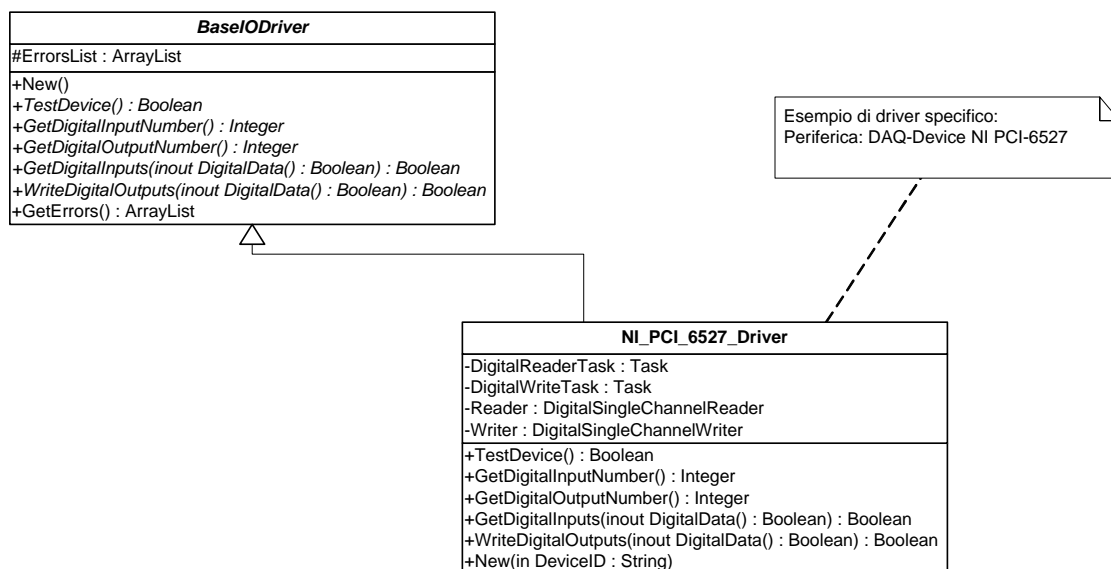 BaseIODriver
#ErrorsList : ArrayList
+New()
+TestDevice() : Boolean
+GetDigitalInputNumber() : Integer
+GetDigitalOutputNumber() : Integer
+GetDigitalInputs(inout DigitalData() : Boolean) : Boolean
+WriteDigitalOutputs(inout DigitalData() : Boolean) : Boolean
+GetErrors() : ArrayList
Esempio di driver specifico:
Periferica: DAQ-Device NI PCI-6527
NI_PCI_6527_Driver
-DigitalReaderTask : Task
-DigitalWriteTask : Task
-Reader : DigitalSingleChannelReader
-Writer : DigitalSingleChannelWriter
+TestDevice() : Boolean
+GetDigitalInputNumber() : Integer
+GetDigitalOutputNumber() : Integer
+GetDigitalInputs(inout DigitalData() : Boolean) : Boolean
+WriteDigitalOutputs(inout DigitalData() : Boolean) : Boolean
+New(in DeviceID : String)